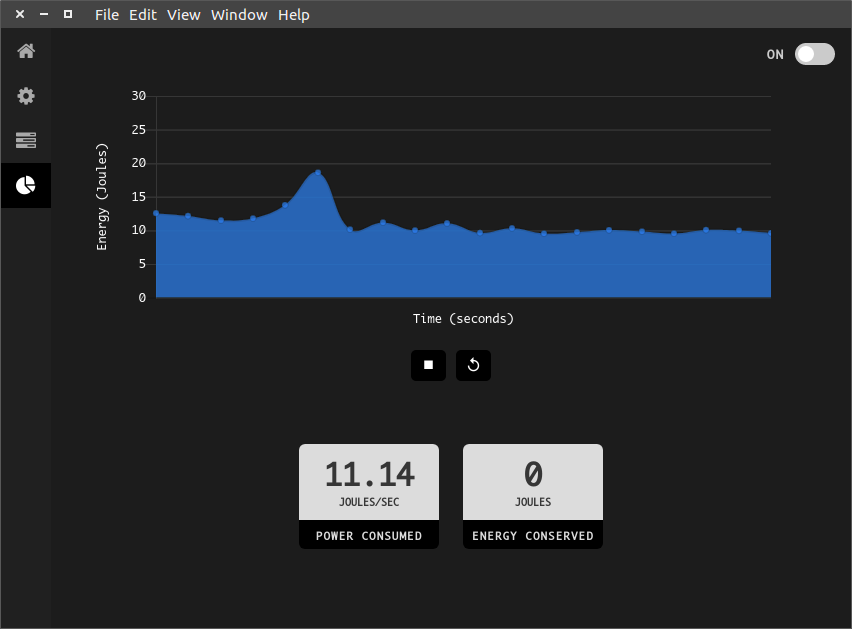 File Edit View Window Help
ON
30
25
20
15
10
5
0
Energy (Joules)
Time (seconds)
11.14
JOULES/SEC
POWER CONSUMED
0
JOULES
ENERGY CONSERVED